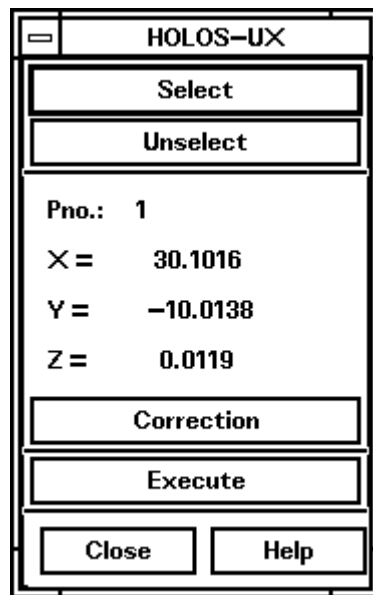 HOLOS-UX
Select
Unselect
Pno.: 1
X = 30.1016
Y = -10.0138
Z = 0.0119
Correction
Execute
Close Help